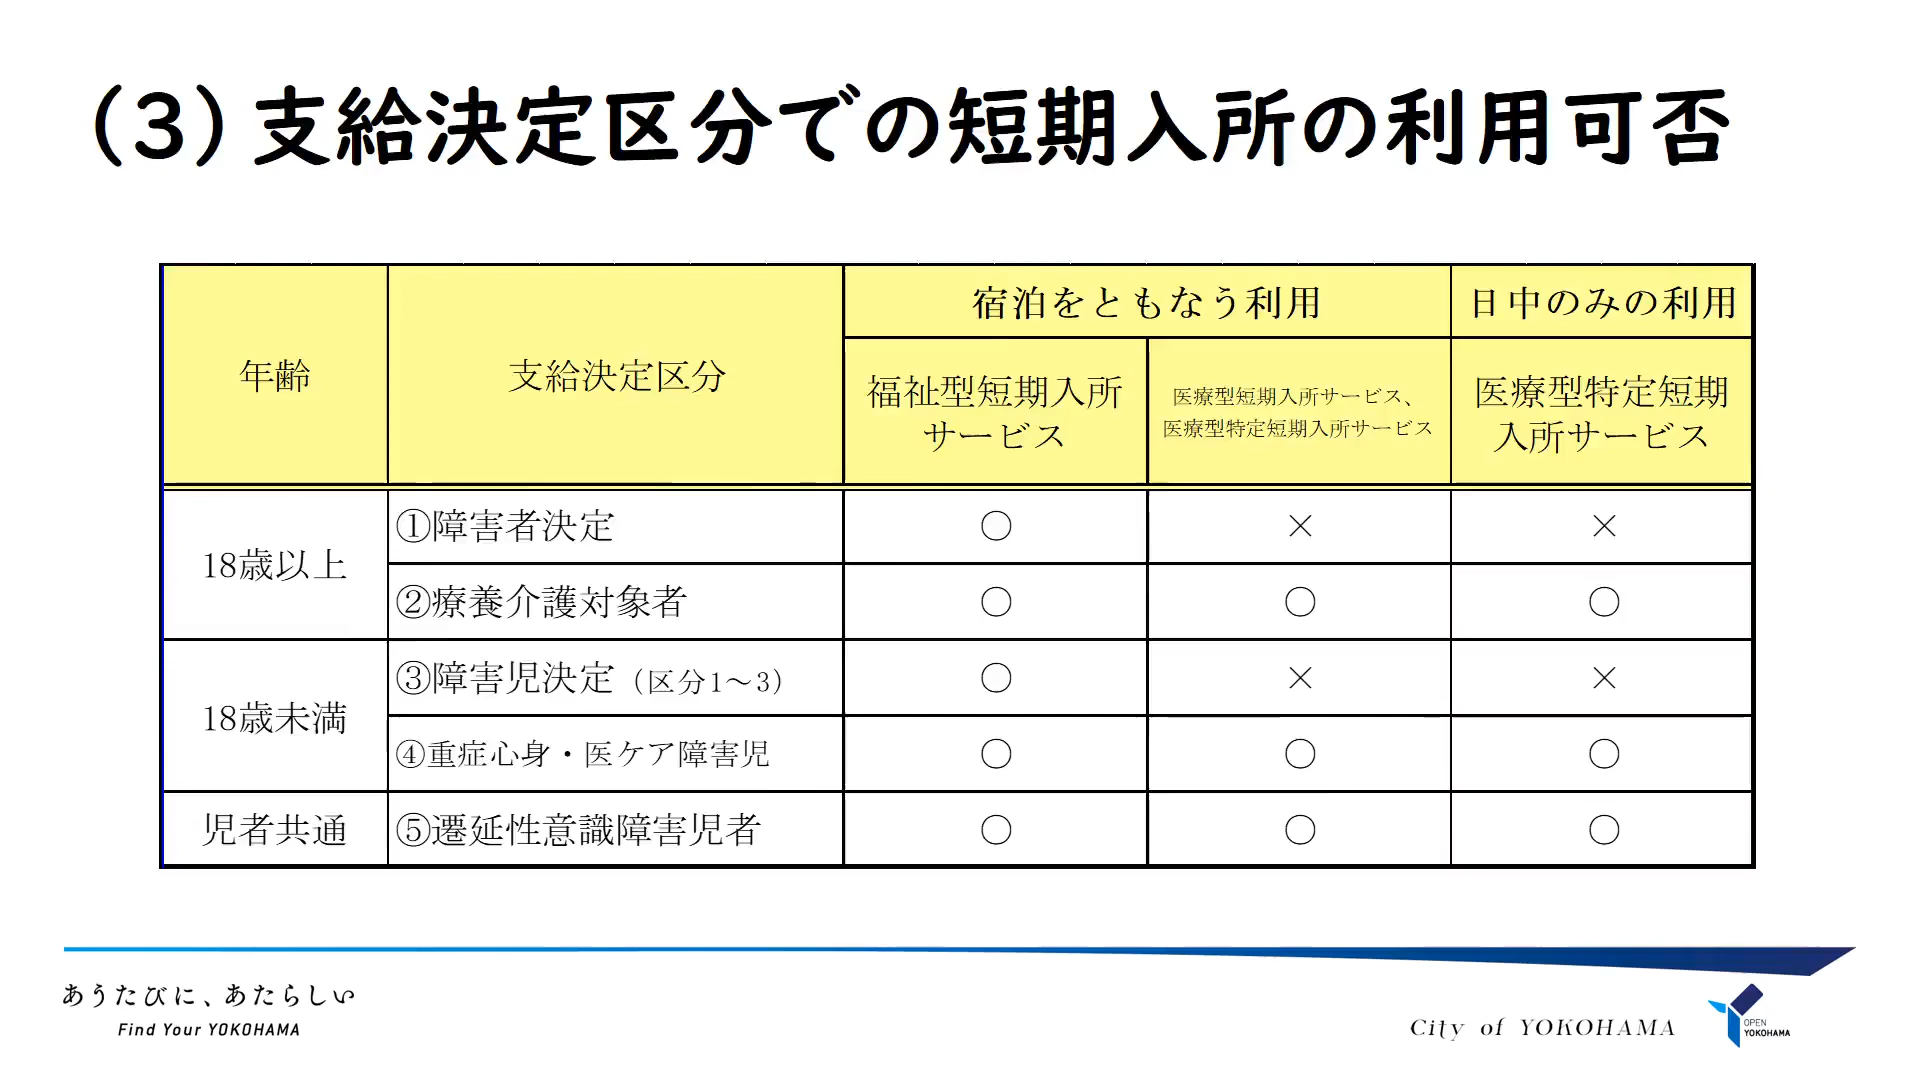 (3)支給決定区分での短期入所の利用可否
年齢
支給決定区分
宿泊をともなう利用
日中のみの利用
福祉型短期入所
サービス
医療型短期入所サービス、
医療型特定短期入所サービス
医療型特定短期
入所サービス
18歳以上
①障害者決定
○
×
×
②療養介護対象者
○
○
○
18歳未満
③障害児決定（区分1～3）
○
×
×
④重症心身・医ケア障害児
○
○
○
児者共通
⑤遷延性意識障害児者
○
○
○
あうたびに、あたらしい
Find Your YOKOHAMA
City of YOKOHAMA
OPEN
YOKOHAMA